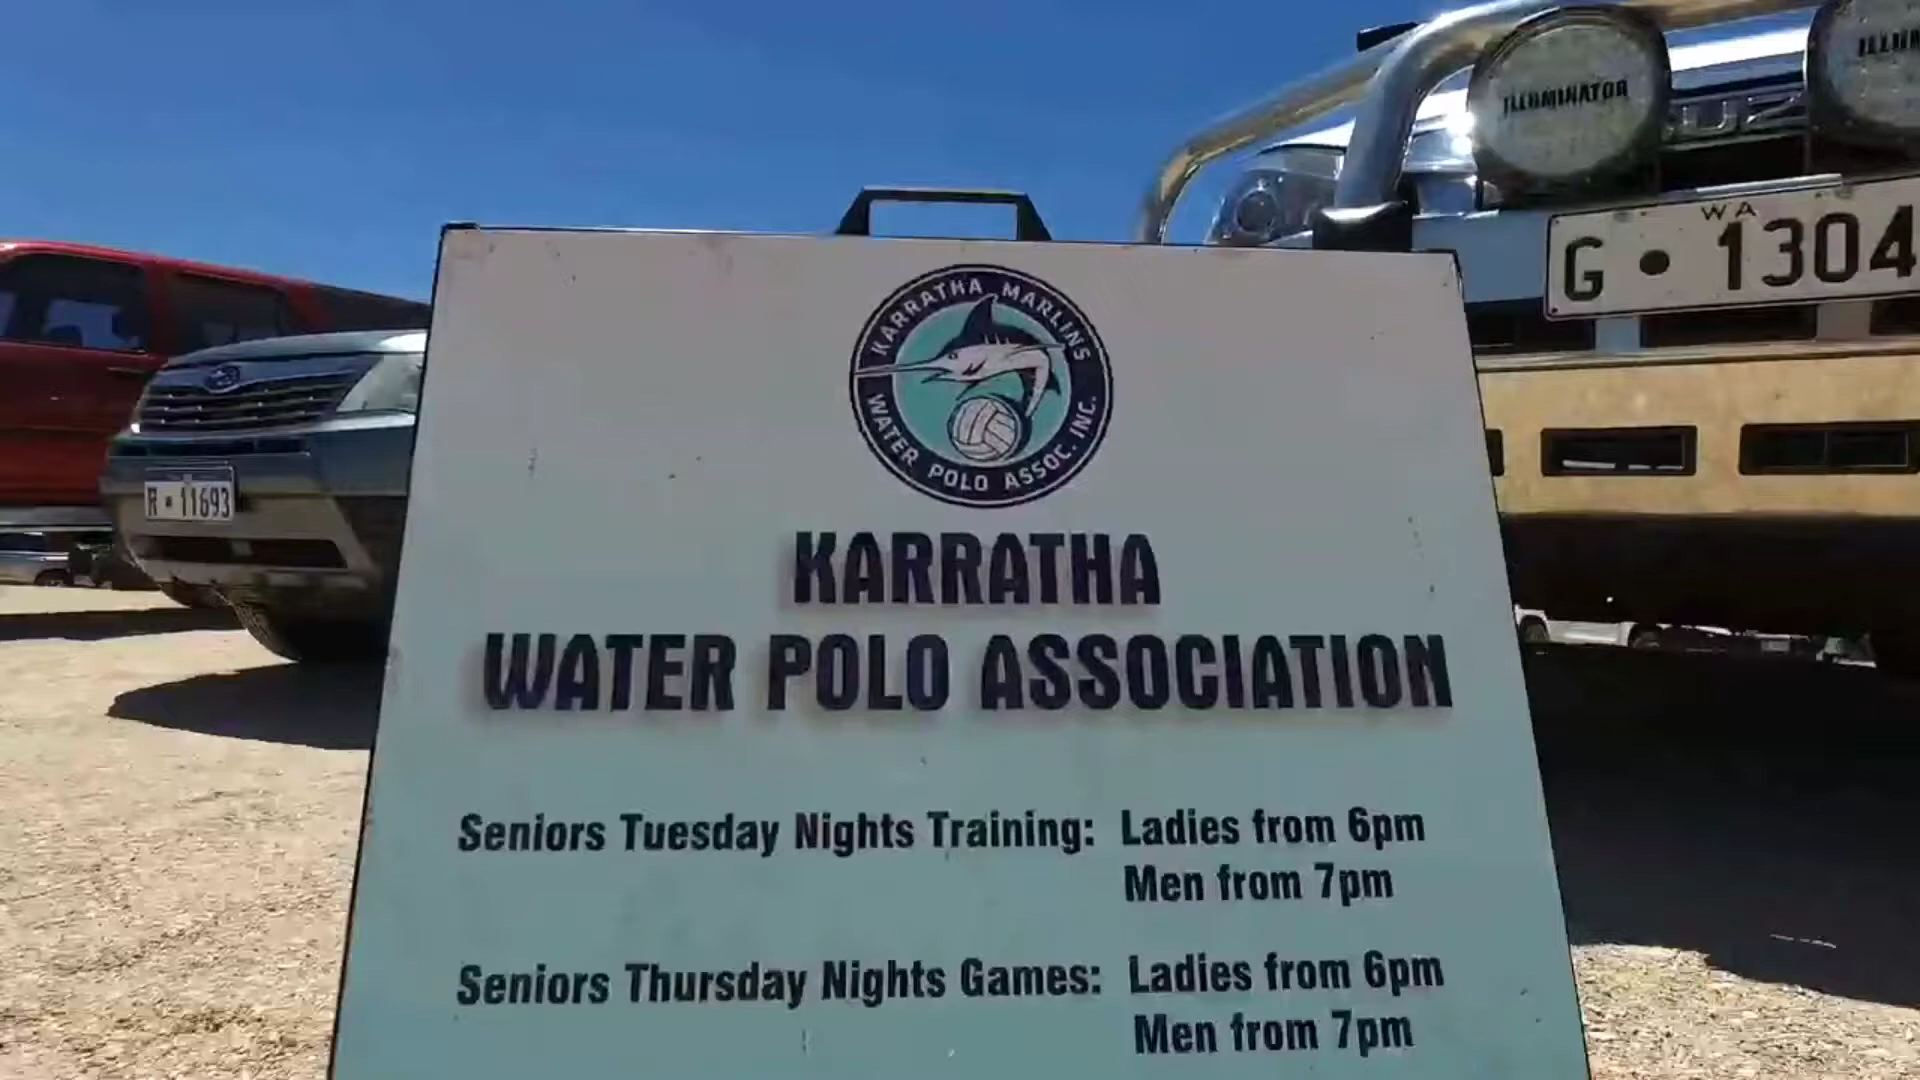 ILLUMINATOR
WA
G • 1304
R • 11693
KARRATHA MARLINS
WATER POLO ASSOC. INC.
KARRATHA
WATER POLO ASSOCIATION
Seniors Tuesday Nights Training: Ladies from 6pm
Men from 7pm
Seniors Thursday Nights Games: Ladies from 6pm
Men from 7pm